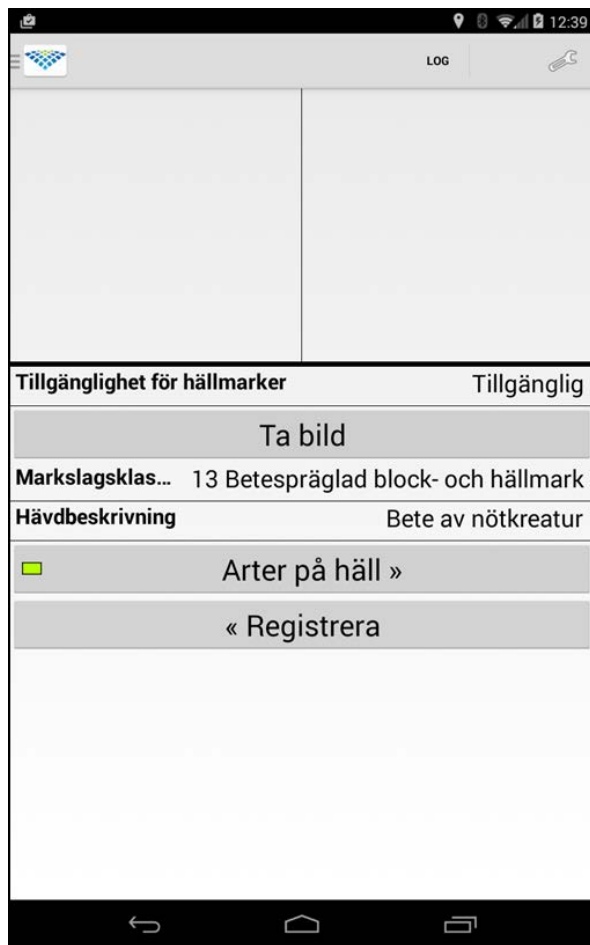 12:39
LOG
Tillgänglighet för hällmarker Tillgänglig
Ta bild
Markslagsklas... 13 Betespräglad block- och hällmark
Hävdbeskrivning Bete av nötkreatur
Arter på häll »
« Registrera